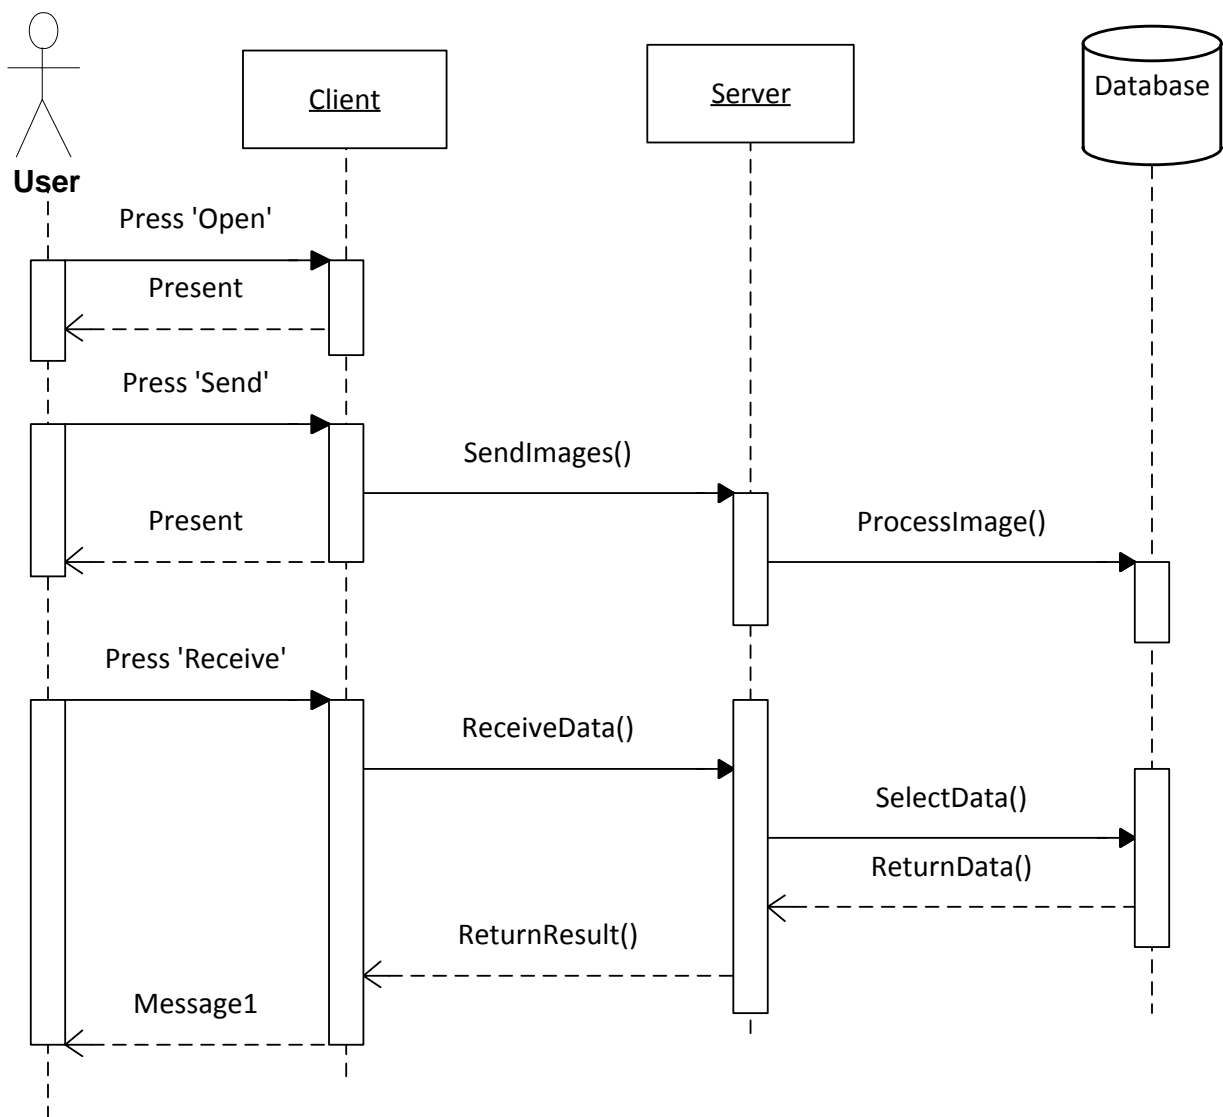 Client
Server
Database
User
Press 'Open'
Present
Press 'Send'
SendImages()
Present
ProcessImage()
Press 'Receive'
ReceiveData()
SelectData()
ReturnData()
ReturnResult()
Message1